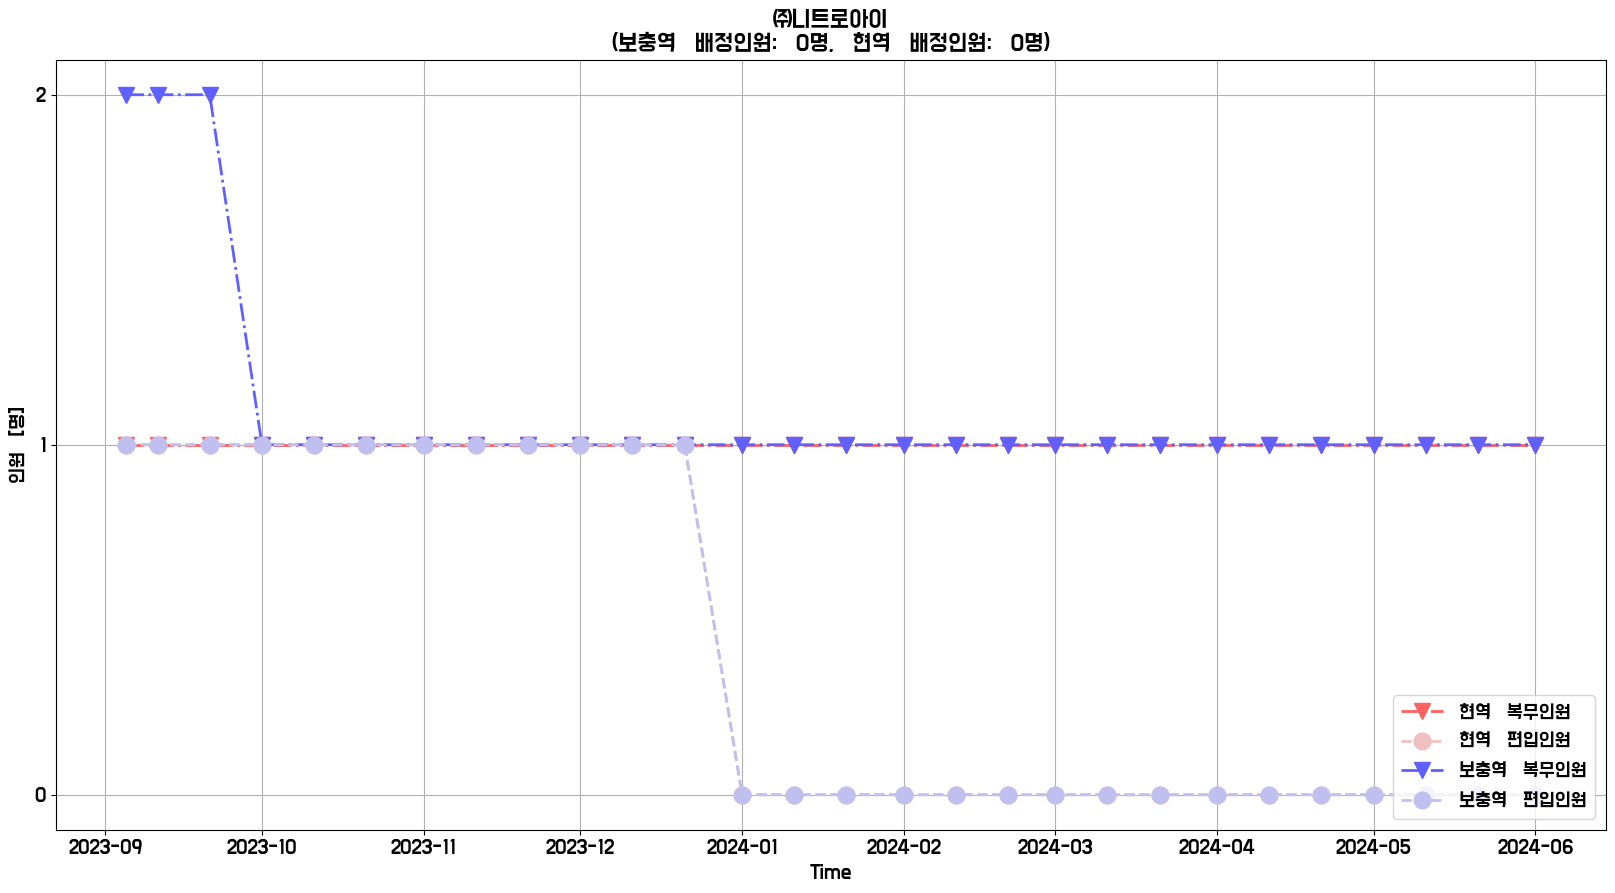 ㈜니트로아이
(보충역 배정인원: 0명, 현역 배정인원: 0명)
인원 [명]
2
1
0
현역 복무인원
현역 편입인원
보충역 복무인원
보충역 편입인원
2023-09 2023-10 2023-11 2023-12 2024-01 2024-02 2024-03 2024-04 2024-05 2024-06
Time